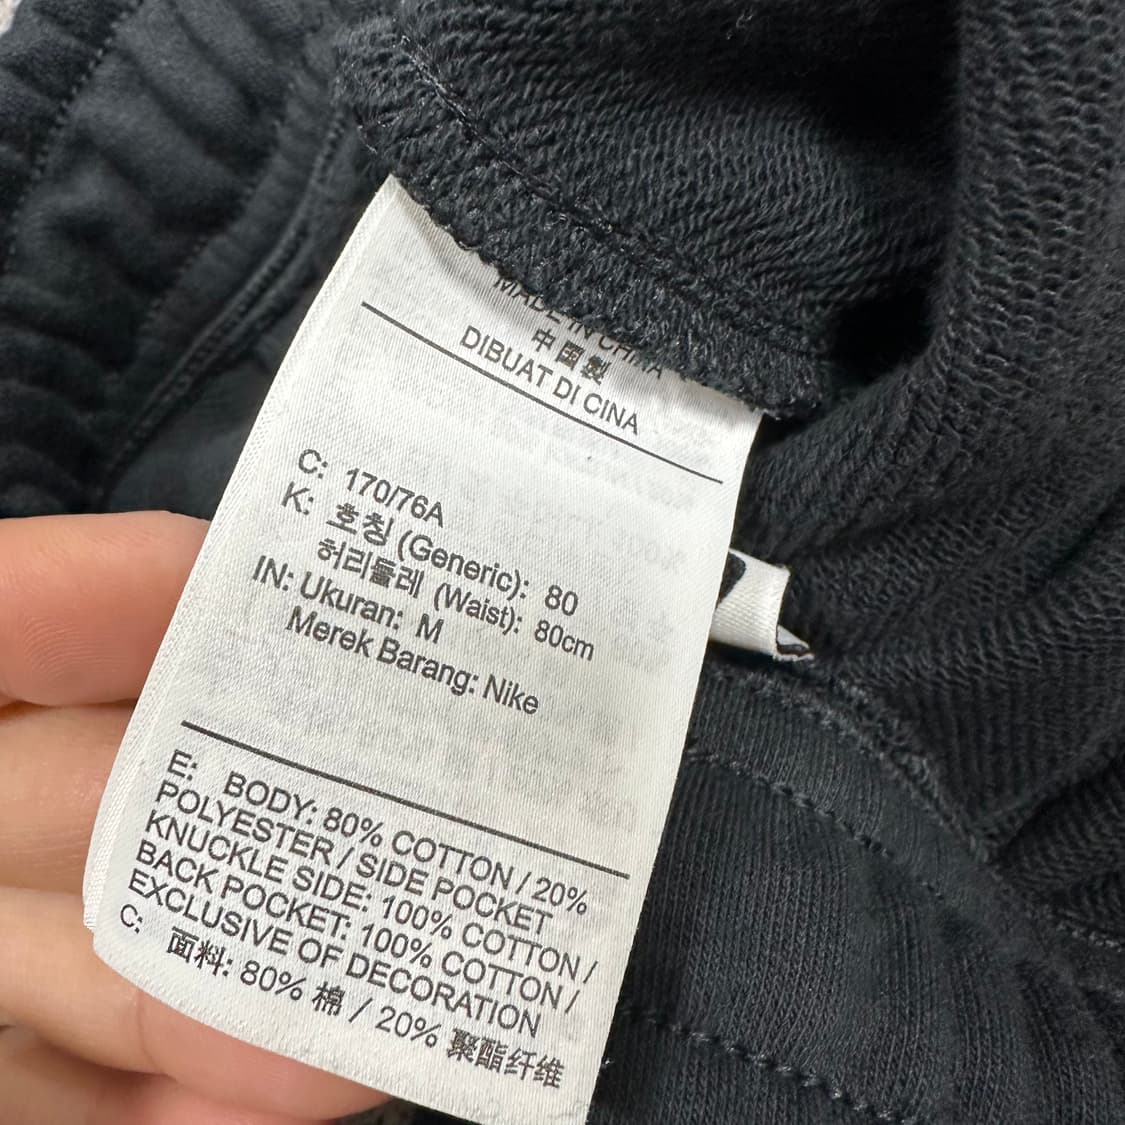 MADE IN CHINA
中国製
DIBUAT DI CINA
C: 170/76A
K: 호칭 (Generic): 80
허리둘레 (Waist): 80cm
IN: Ukuran: M
Merek Barang: Nike
E: BODY: 80% COTTON / 20%
POLYESTER / SIDE POCKET
KNUCKLE SIDE: 100% COTTON /
BACK POCKET: 100% COTTON /
EXCLUSIVE OF DECORATION
C: 面料: 80% 棉 / 20% 聚酯纤维